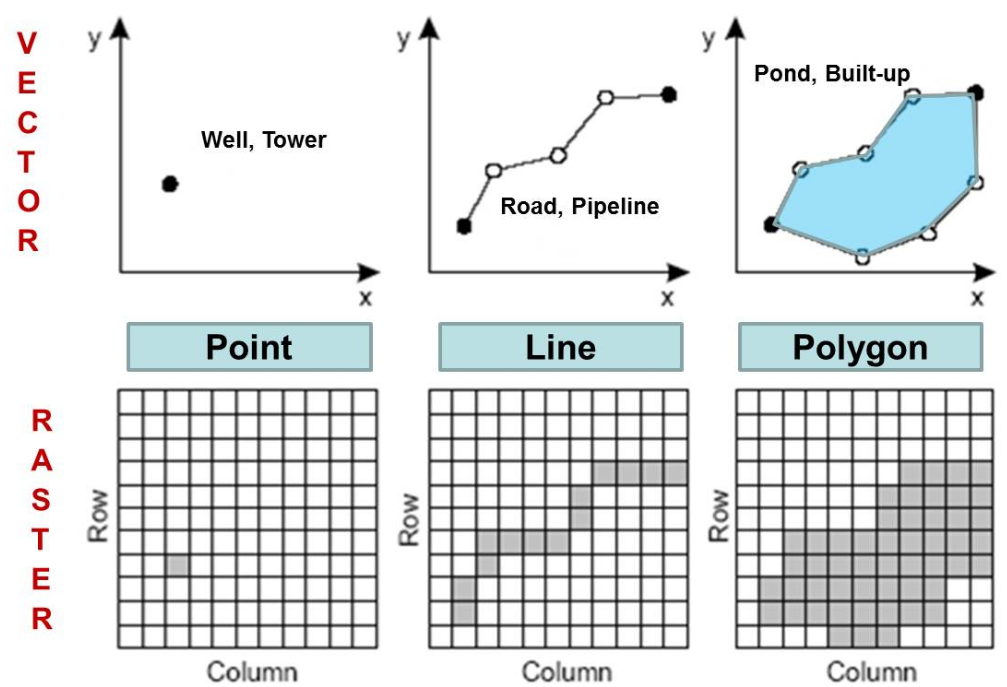 VECTOR
y
Well, Tower
x
y
Road, Pipeline
x
y
Pond, Built-up
x
Point
Line
Polygon
RASTER
Row
Column
Row
Column
Row
Column